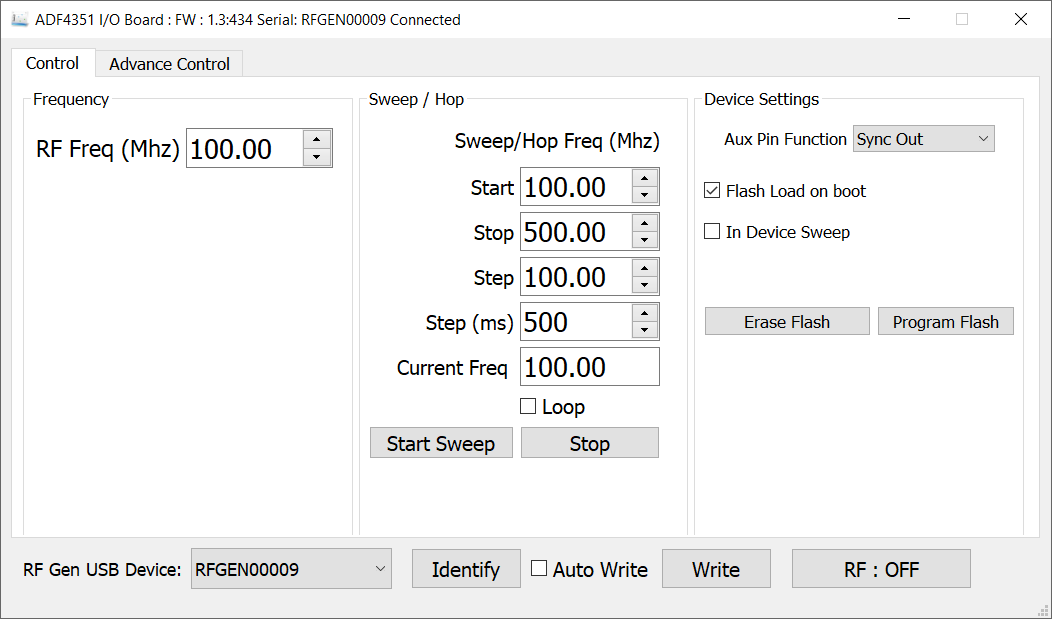 ADF4351 I/O Board : FW : 1.3:434 Serial: RFGEN00009 Connected
Control
Advance Control
Frequency
RF Freq (Mhz) 100.00
Sweep / Hop
Sweep/Hop Freq (Mhz)
Start 100.00
Stop 500.00
Step 100.00
Step (ms) 500
Current Freq 100.00
Loop
Start Sweep
Stop
Device Settings
Aux Pin Function Sync Out
Flash Load on boot
In Device Sweep
Erase Flash
Program Flash
RF Gen USB Device: RFGEN00009
Identify
Auto Write
Write
RF : OFF